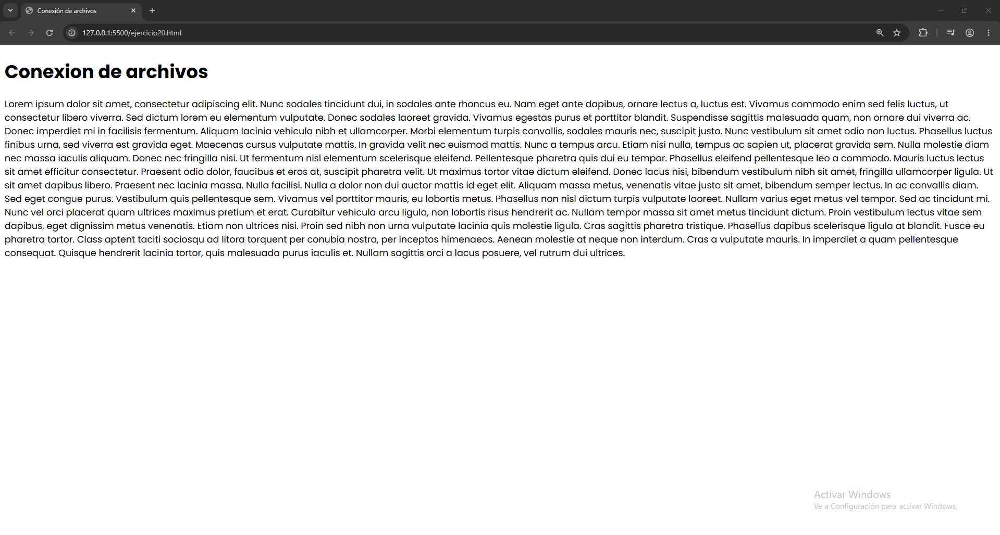 Conexión de archivos
127.0.0.1:5500/ejercicio20.html
Conexion de archivos
Lorem ipsum dolor sit amet, consectetur adipiscing elit. Nunc sodales tincidunt dui, in sodales ante rhoncus eu. Nam eget ante dapibus, ornare lectus a, luctus est. Vivamus commodo enim sed felis luctus, ut
consectetur libero viverra. Sed dictum lorem eu elementum vulputate. Donec sodales laoreet gravida. Vivamus egestas purus et porttitor blandit. Suspendisse sagittis malesuada quam, non ornare dui viverra ac.
Donec imperdiet mi in facilisis fermentum. Aliquam lacinia vehicula nibh et ullamcorper. Morbi elementum turpis convallis, sodales mauris nec, suscipit justo. Nunc vestibulum sit amet odio non luctus. Phasellus luctus
finibus urna, sed viverra est gravida eget. Maecenas cursus vulputate mattis. In gravida velit nec euismod mattis. Nunc a tempus arcu. Etiam nisi nulla, tempus ac sapien ut, placerat gravida sem. Nulla molestie diam
nec massa iaculis aliquam. Donec nec fringilla nisi. Ut fermentum nisl elementum scelerisque eleifend. Pellentesque pharetra quis dui eu tempor. Phasellus eleifend pellentesque leo a commodo. Mauris luctus lectus
sit amet efficitur consectetur. Praesent odio dolor, faucibus et eros at, suscipit pharetra velit. Ut maximus tortor vitae dictum eleifend. Donec lacus nisi, bibendum vestibulum nibh sit amet, fringilla ullamcorper ligula. Ut
sit amet dapibus libero. Praesent nec lacinia massa. Nulla facilisi. Nulla a dolor non dui auctor mattis id eget elit. Aliquam massa metus, venenatis vitae justo sit amet, bibendum semper lectus. In ac convallis diam.
Sed eget congue purus. Vestibulum quis pellentesque sem. Vivamus vel porttitor mauris, eu lobortis metus. Phasellus non nisl dictum turpis vulputate laoreet. Nullam varius eget metus vel tempor. Sed ac tincidunt mi.
Nunc vel orci placerat quam ultrices maximus pretium et erat. Curabitur vehicula arcu ligula, non lobortis risus hendrerit ac. Nullam tempor massa sit amet metus tincidunt dictum. Proin vestibulum lectus vitae sem
dapibus, eget dignissim metus venenatis. Etiam non ultrices nisi. Proin sed nibh non urna vulputate lacinia quis molestie ligula. Cras sagittis pharetra tristique. Phasellus dapibus scelerisque ligula at blandit. Fusce eu
pharetra tortor. Class aptent taciti sociosqu ad litora torquent per conubia nostra, per inceptos himenaeos. Aenean molestie at neque non interdum. Cras a vulputate mauris. In imperdiet a quam pellentesque
consequat. Quisque hendrerit lacinia tortor, quis malesuada purus iaculis et. Nullam sagittis orci a lacus posuere, vel rutrum dui ultrices.
Activar Windows
Ve a Configuración para activar Windows.